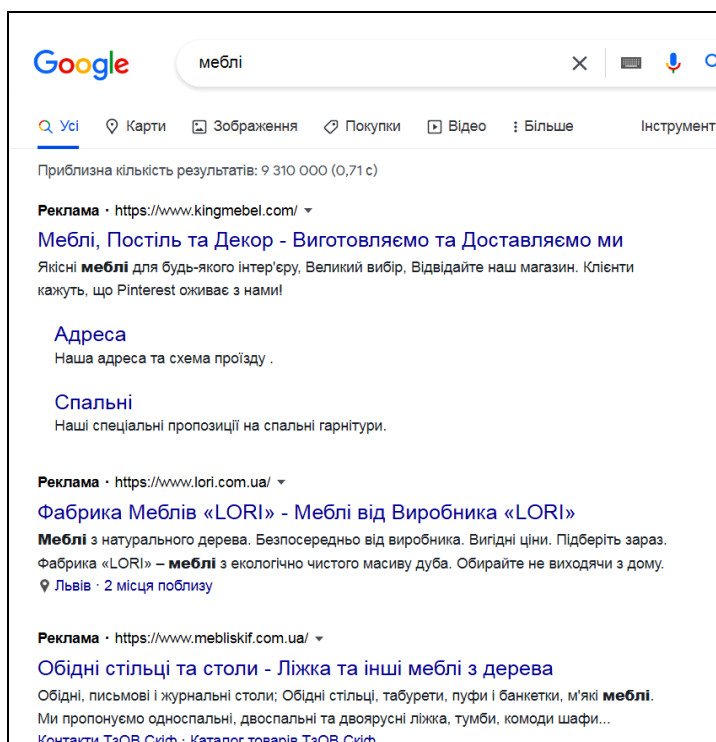 Google
меблі
Усі Карти Зображення Покупки Відео Більше Інструмент
Приблизна кількість результатів: 9 310 000 (0,71 с)
Реклама · https://www.kingmebel.com/
Меблі, Постіль та Декор - Виготовляємо та Доставляємо ми
Якісні меблі для будь-якого інтер'єру, Великий вибір, Відвідайте наш магазин. Клієнти
кажуть, що Pinterest оживає з нами!
Адреса
Наша адреса та схема проїзду .
Спальні
Наші спеціальні пропозиції на спальні гарнітури.
Реклама · https://www.lori.com.ua/
Фабрика Меблів «LORI» - Меблі від Виробника «LORI»
Меблі з натурального дерева. Безпосередньо від виробника. Вигідні ціни. Підберіть зараз.
Фабрика «LORI» – меблі з екологічно чистого масиву дуба. Обирайте не виходячи з дому.
Львів · 2 місця поблизу
Реклама · https://www.mebliskif.com.ua/
Обідні стільці та столи - Ліжка та інші меблі з дерева
Обідні, письмові і журнальні столи; Обідні стільці, табурети, пуфи і банкетки, м'які меблі.
Ми пропонуємо односпальні, двоспальні та двоярусні ліжка, тумби, комоди шафи...
Контакти ТзОВ Скіф · Каталог товарів ТзОВ Скіф